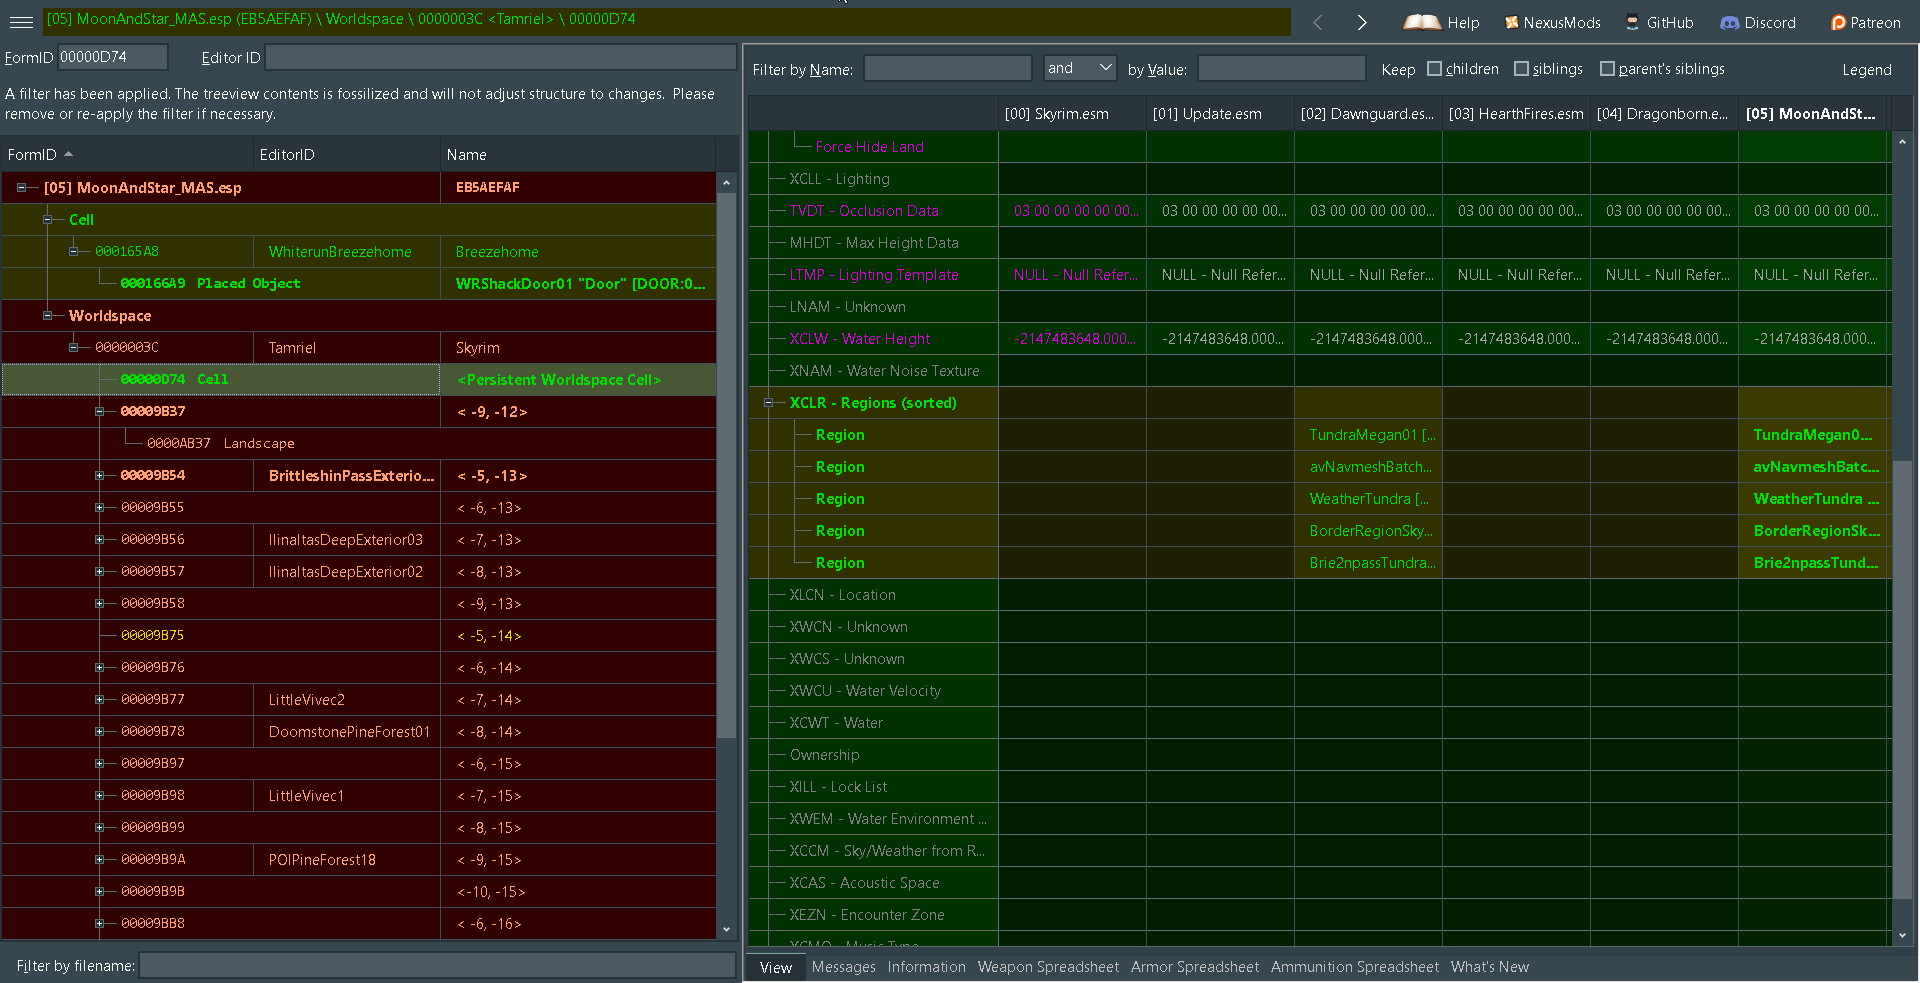 [05] MoonAndStar_MAS.esp (EB5AEFAF) \ Worldspace \ 0000003C <Tamriel> \ 00000D74
Help NexusMods GitHub Discord Patreon
FormID 00000D74 Editor ID
A filter has been applied. The treeview contents is fossilized and will not adjust structure to changes. Please
remove or re-apply the filter if necessary.
FormID EditorID Name
[05] MoonAndStar_MAS.esp EB5AEFAF
Cell
000165A8 WhiterunBreezehome Breezehome
000166A9 Placed Object WRShackDoor01 "Door" [DOOR:0...
Worldspace
0000003C Tamriel Skyrim
00000D74 Cell <Persistent Worldspace Cell>
00009B37 < -9, -12>
0000AB37 Landscape
00009B54 BrittleshinPassExterio... < -5, -13>
00009B55 < -6, -13>
00009B56 IlinaltasDeepExterior03 < -7, -13>
00009B57 IlinaltasDeepExterior02 < -8, -13>
00009B58 < -9, -13>
00009B75 < -5, -14>
00009B76 < -6, -14>
00009B77 LittleVivec2 < -7, -14>
00009B78 DoomstonePineForest01 < -8, -14>
00009B97 < -6, -15>
00009B98 LittleVivec1 < -7, -15>
00009B99 < -8, -15>
00009B9A POIPineForest18 < -9, -15>
00009B9B <-10, -15>
00009BB8 < -6, -16>
Filter by filename:
Filter by Name: and by Value: Keep children siblings parent's siblings Legend
[00] Skyrim.esm [01] Update.esm [02] Dawnguard.es... [03] HearthFires.esm [04] Dragonborn.e... [05] MoonAndSt...
Force Hide Land
XCLL - Lighting
TVDT - Occlusion Data 03 00 00 00 00 00... 03 00 00 00 00 00... 03 00 00 00 00 00... 03 00 00 00 00 00... 03 00 00 00 00 00... 03 00 00 00 00 00...
MHDT - Max Height Data
LTMP - Lighting Template NULL - Null Refer... NULL - Null Refer... NULL - Null Refer... NULL - Null Refer... NULL - Null Refer... NULL - Null Refer...
LNAM - Unknown
XCLW - Water Height -2147483648.000... -2147483648.000... -2147483648.000... -2147483648.000... -2147483648.000... -2147483648.000...
XNAM - Water Noise Texture
XCLR - Regions (sorted)
Region TundraMegan01 [... TundraMegan0...
Region avNavmeshBatch... avNavmeshBatc...
Region WeatherTundra [... WeatherTundra ...
Region BorderRegionSky... BorderRegionSk...
Region Brie2npassTundra... Brie2npassTund...
XLCN - Location
XWCN - Unknown
XWCS - Unknown
XWCU - Water Velocity
XCWT - Water
Ownership
XILL - Lock List
XWEM - Water Environment ...
XCCM - Sky/Weather from R...
XCAS - Acoustic Space
XEZN - Encounter Zone
XCMO - Music Type
View Messages Information Weapon Spreadsheet Armor Spreadsheet Ammunition Spreadsheet What's New